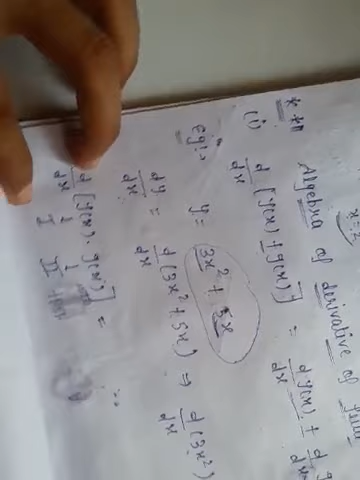 x=2
Algebra of derivative of
(i) d/dx [y(x) + g(x)] = d y(x)/dx + d/dx
Eg:→ y = 3x² + 5x
dy/dx = d/dx (3x² + 5x) ⇒ d/dx (3x²)
d/dx [y(x). g(x)] =
I II